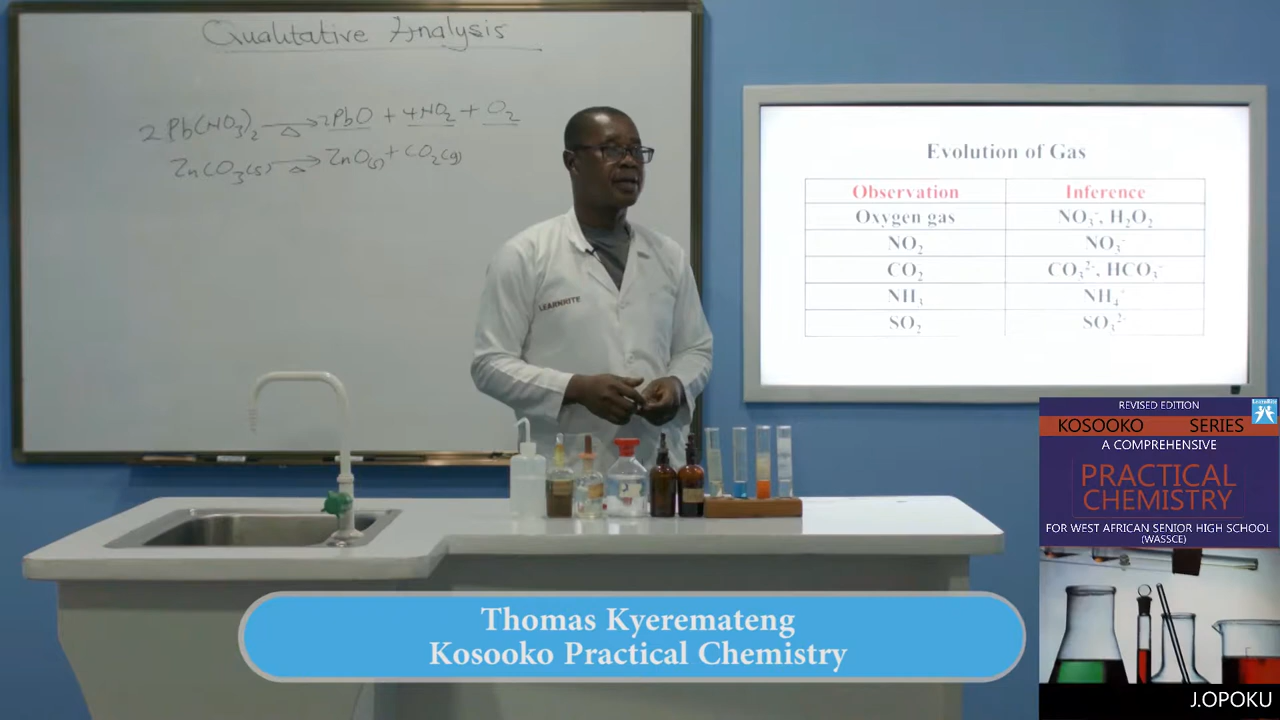 Qualitative Analysis
2Pb(NO₃)₂ →Δ 2PbO + 4NO₂ + O₂
ZnCO₃(s) →Δ ZnO(s) + CO₂(g)
LEARNRITE
Evolution of Gas
Observation Inference
Oxygen gas NO₃⁻, H₂O₂
NO₂ NO₃⁻
CO₂ CO₃²⁻, HCO₃⁻
NH₃ NH₄⁺
SO₂ SO₃²⁻
REVISED EDITION
KOSOOKO SERIES
A COMPREHENSIVE
PRACTICAL
CHEMISTRY
FOR WEST AFRICAN SENIOR HIGH SCHOOL
(WASSCE)
J.OPOKU
Thomas Kyeremateng
Kosooko Practical Chemistry